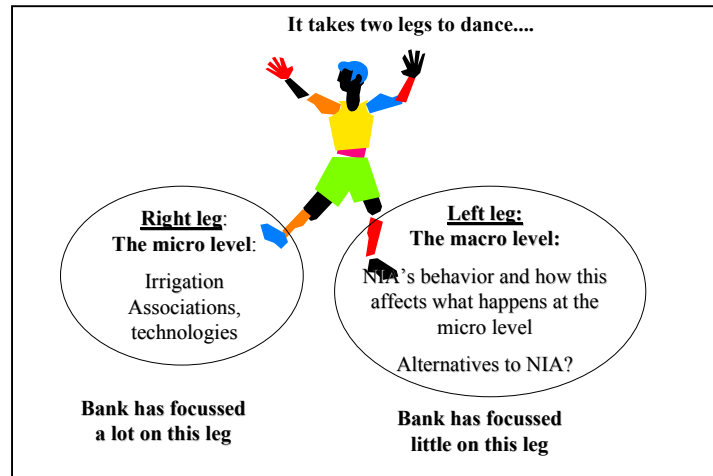 It takes two legs to dance....
Right leg:
The micro level:
Irrigation
Associations,
technologies
Bank has focussed
a lot on this leg
Left leg:
The macro level:
NIA's behavior and how this
affects what happens at the
micro level
Alternatives to NIA?
Bank has focussed
little on this leg